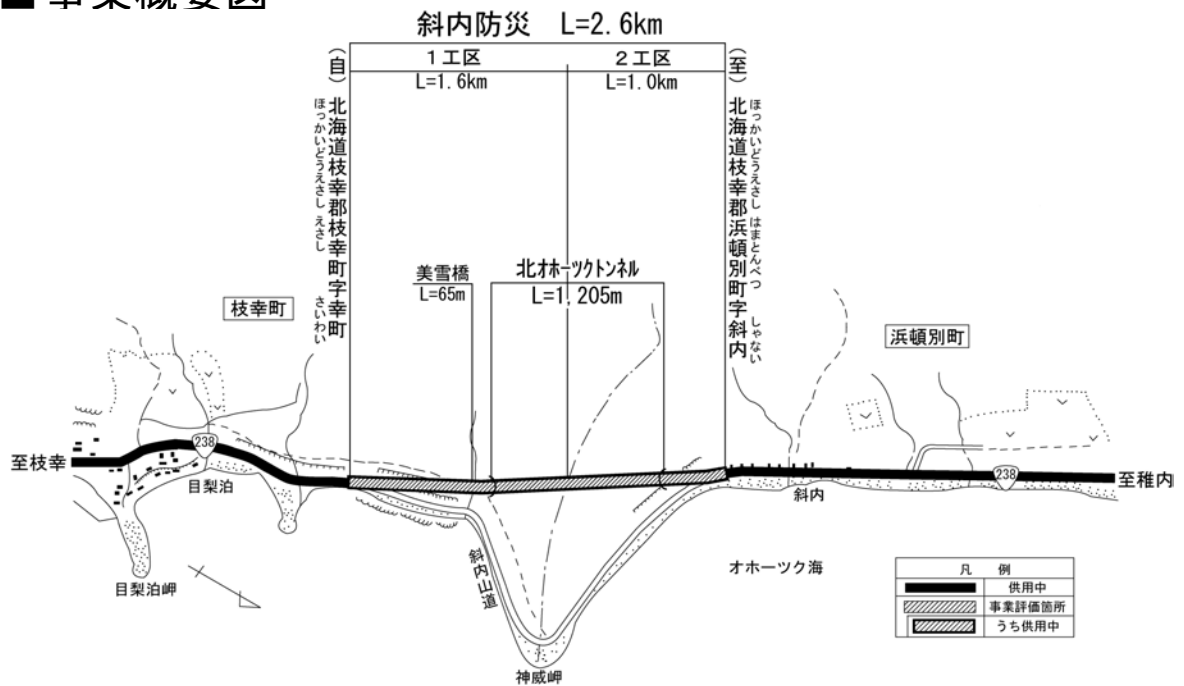 ■事業概要図
斜内防災 L=2.6km
1工区
2工区
L=1.6km
L=1.0km
(自)北海道枝幸郡枝幸町字幸町
ほっかいどうえさし えさし さいわい
(至)北海道枝幸郡浜頓別町字斜内
ほっかいどうえさし はまとんべつ しゃない
美雪橋
L=65m
北オホーツクトンネル
L=1,205m
枝幸町
浜頓別町
238
至枝幸
目梨泊
斜内
238
至稚内
目梨泊岬
斜内山道
オホーツク海
神威岬
凡 例
供用中
事業評価箇所
うち供用中